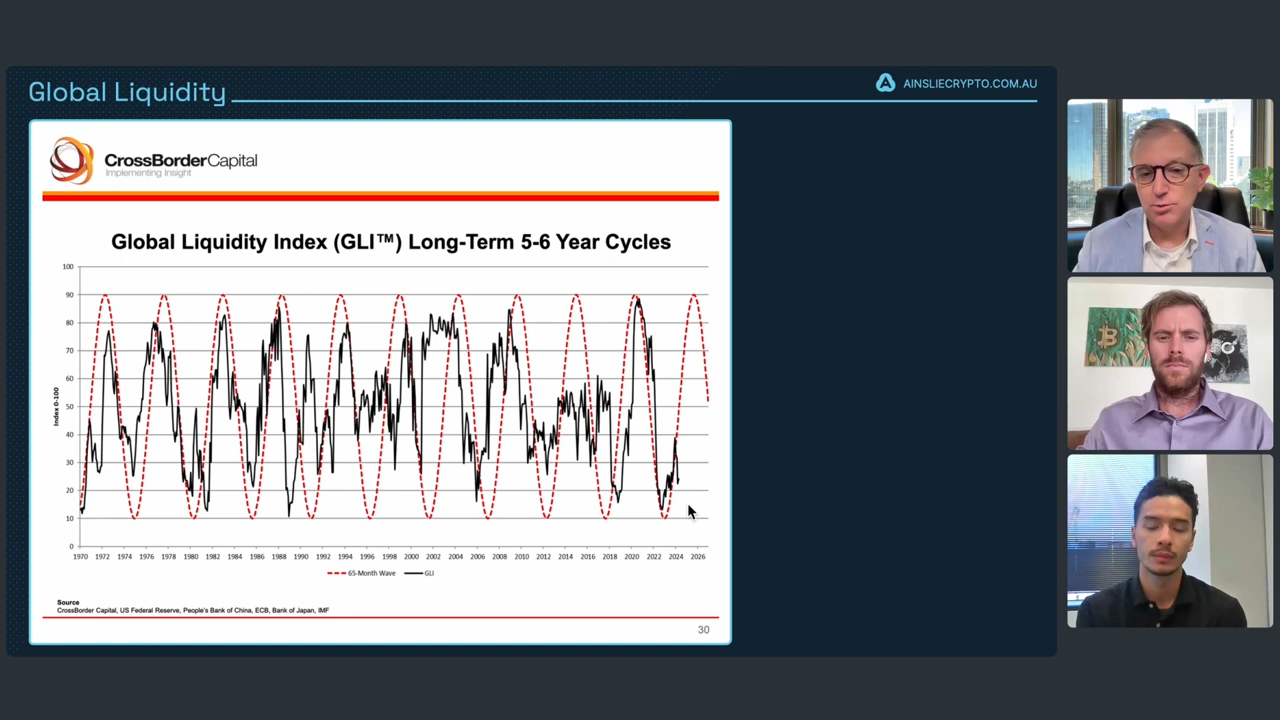 Global Liquidity
AINSLIECRYPTO.COM.AU
CrossBorderCapital
Implementing Insight
Global Liquidity Index (GLI™) Long-Term 5-6 Year Cycles
100
90
80
70
60
50
40
30
20
10
0
Index 0-100
1970 1972 1974 1976 1978 1980 1982 1984 1986 1988 1990 1992 1994 1996 1998 2000 2002 2004 2006 2008 2010 2012 2014 2016 2018 2020 2022 2024 2026
65-Month Wave GLI
Source
CrossBorder Capital, US Federal Reserve, People's Bank of China, ECB, Bank of Japan, IMF
30